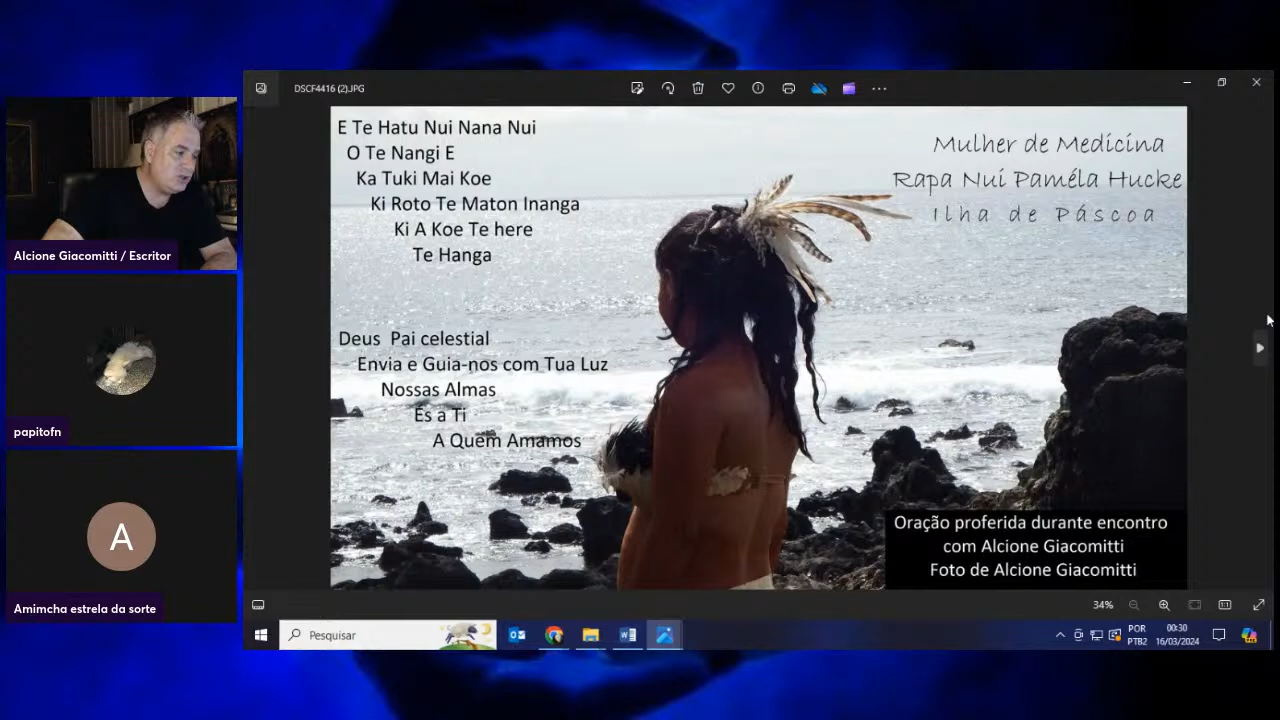 DSCF4416 (2).JPG
E Te Hatu Nui Nana Nui
O Te Nangi E
Ka Tuki Mai Koe
Ki Roto Te Maton Inanga
Ki A Koe Te here
Te Hanga
Mulher de Medicina
Rapa Nui Paméla Hucke
Ilha de Páscoa
Deus Pai celestial
Envia e Guia-nos com Tua Luz
Nossas Almas
És a Ti
A Quem Amamos
Oração proferida durante encontro
com Alcione Giacomitti
Foto de Alcione Giacomitti
Alcione Giacomitti / Escritor
papitofn
A
Amimcha estrela da sorte
34%
Pesquisar
POR
PTB2
00:30
16/03/2024